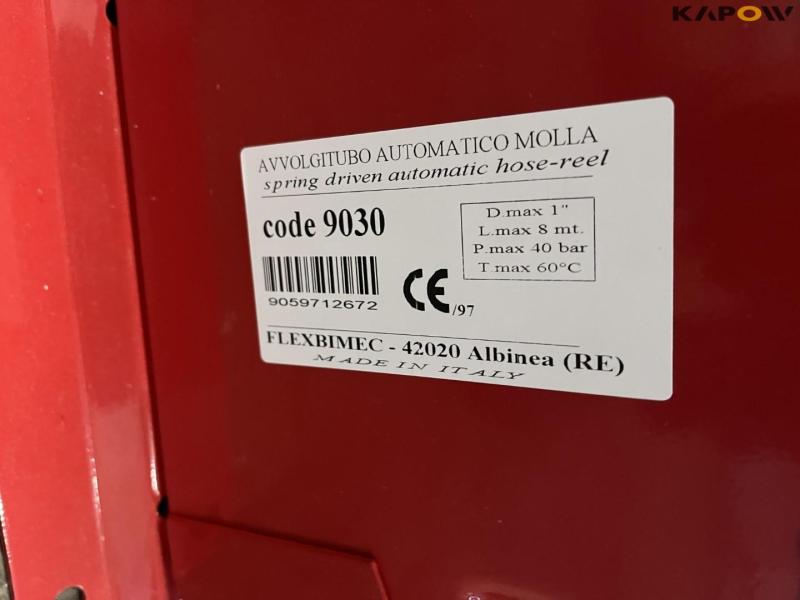 KAPOW
AVVOLGITUBO AUTOMATICO MOLLA
spring driven automatic hose-reel
code 9030
D.max 1"
L.max 8 mt.
P.max 40 bar
T.max 60°C
9059712672
CE/97
FLEXBIMEC - 42020 Albinea (RE)
MADE IN ITALY